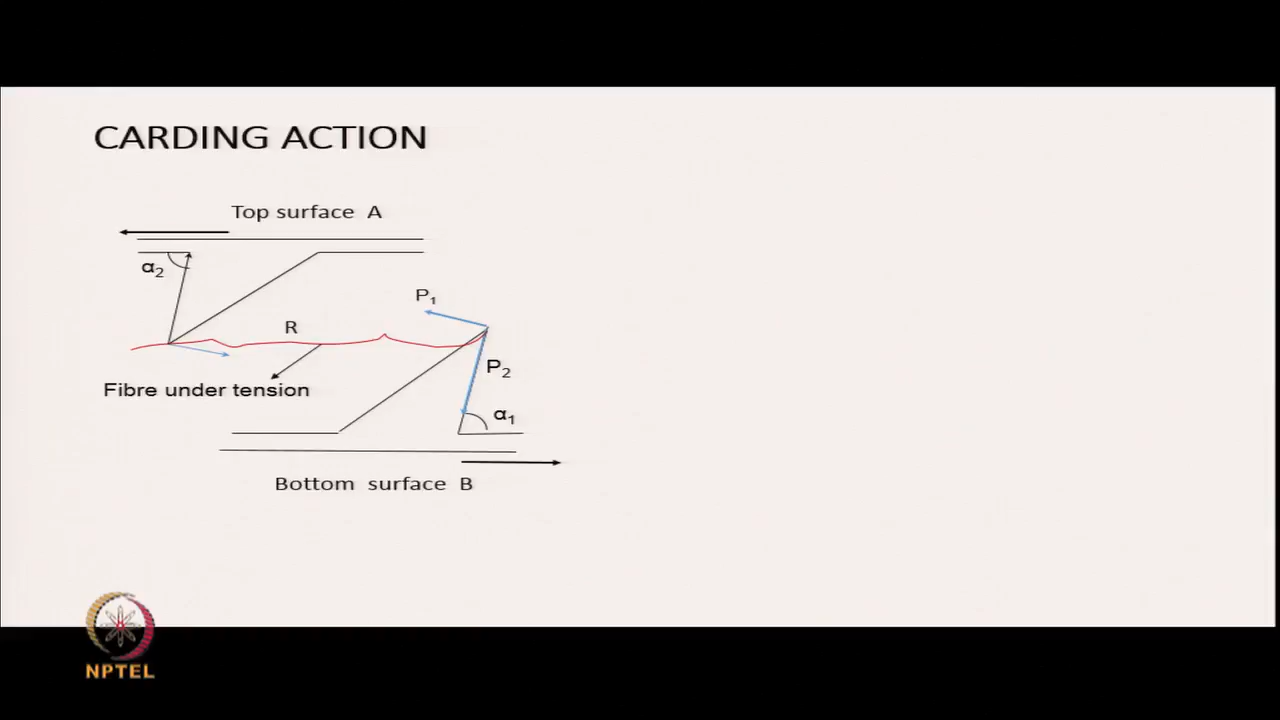 CARDING ACTION
Top surface A
α2
P1
R
P2
Fibre under tension
α1
Bottom surface B
NPTEL